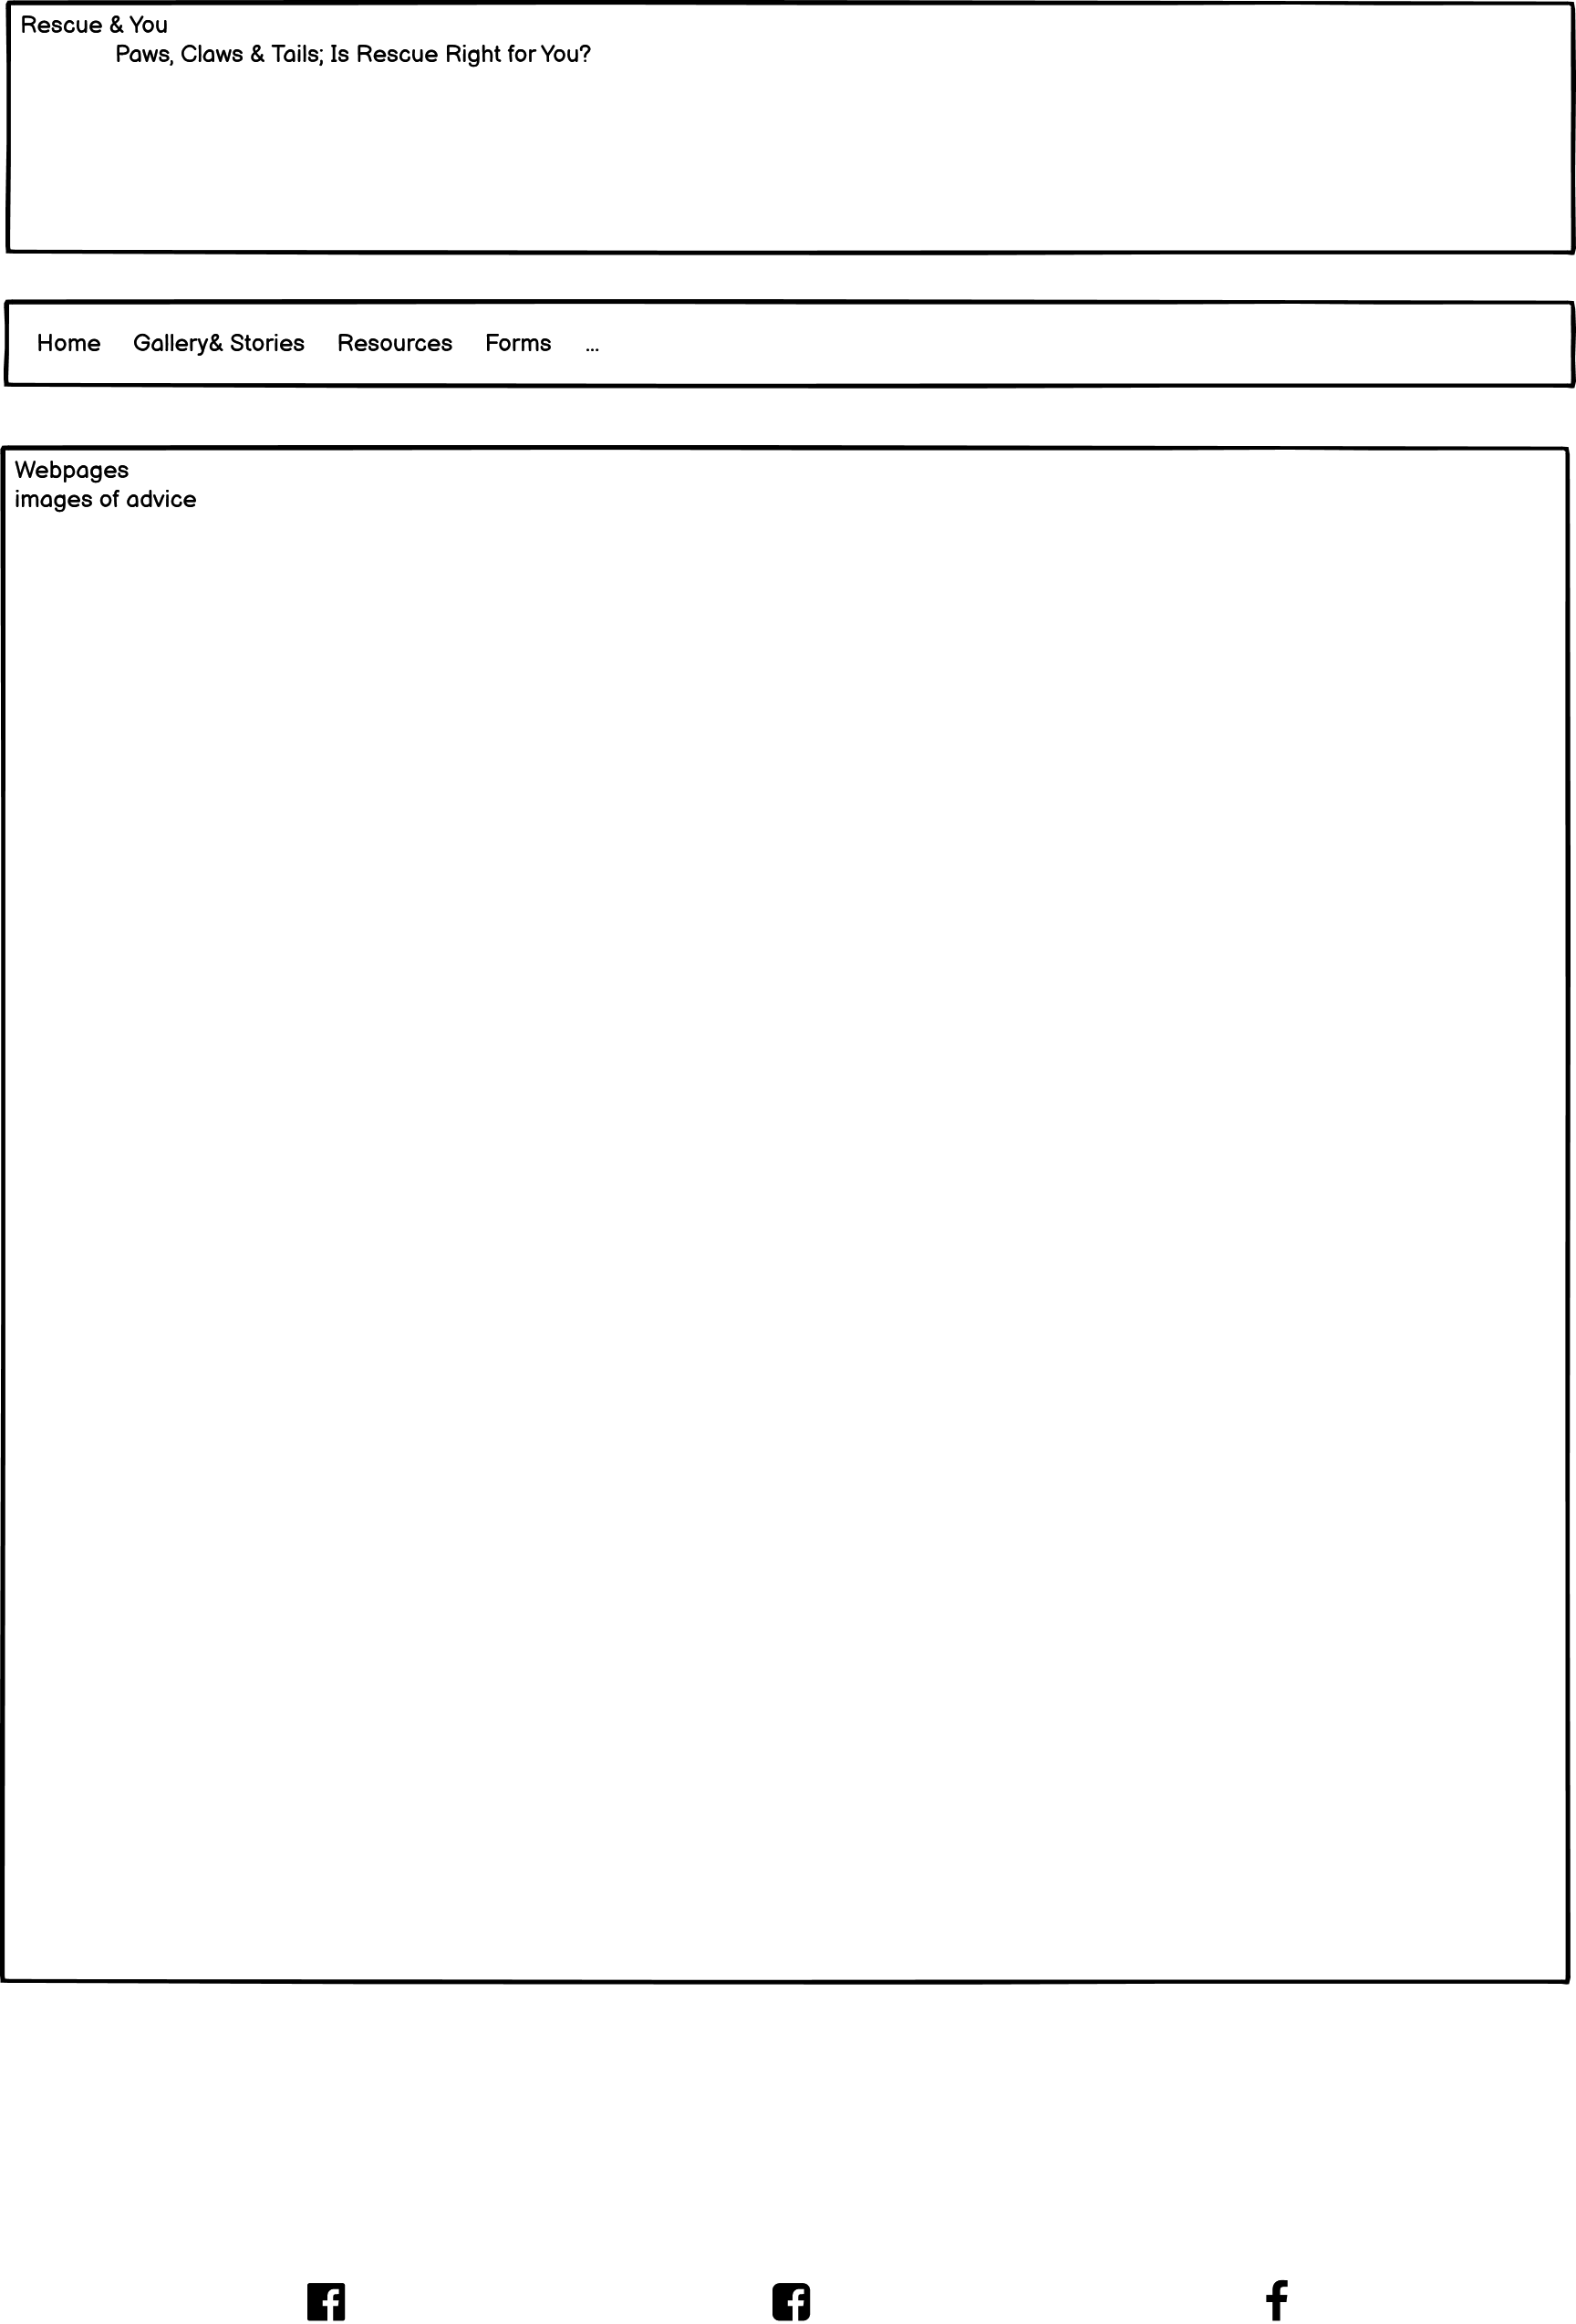 Rescue & You
Paws, Claws & Tails; Is Rescue Right for You?
Home Gallery& Stories Resources Forms ...
Webpages
images of advice